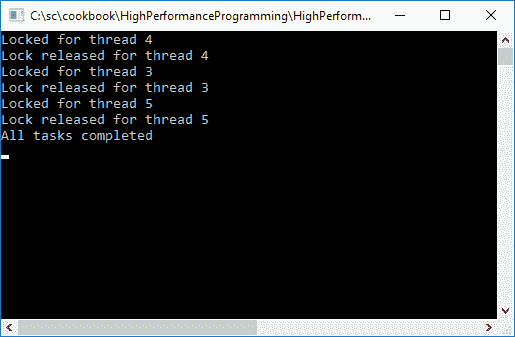 C:\sc\cookbook\HighPerformanceProgramming\HighPerform...
Locked for thread 4
Lock released for thread 4
Locked for thread 3
Lock released for thread 3
Locked for thread 5
Lock released for thread 5
All tasks completed